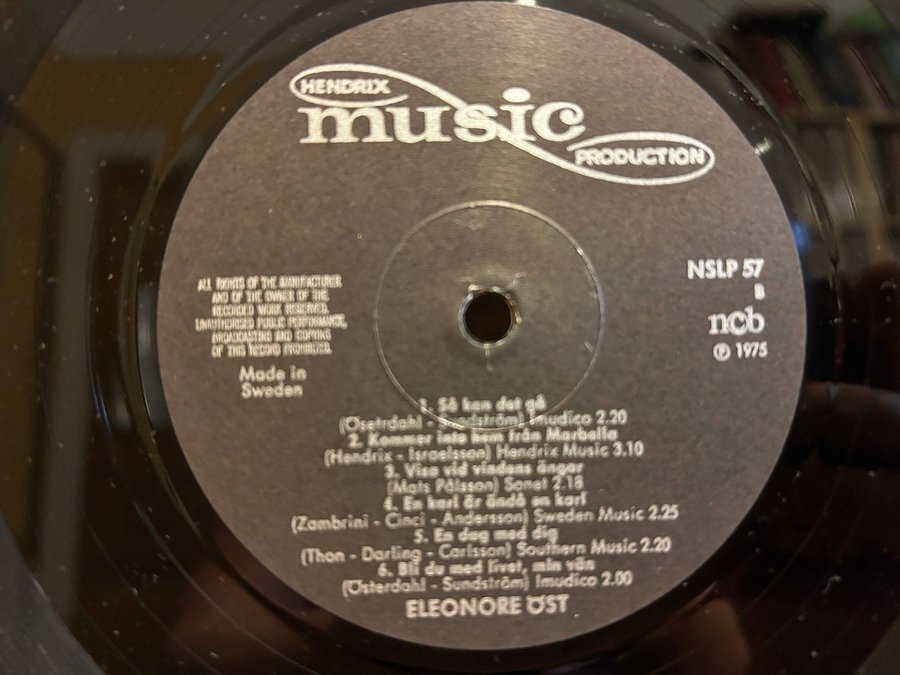 HENDRIX
music
PRODUCTION
NSLP 57
B
ncb
℗ 1975
ALL RIGHTS OF THE MANUFACTURER
AND OF THE OWNER OF THE
RECORDED WORK RESERVED.
UNAUTHORISED PUBLIC PERFORMANCE,
BROADCASTING AND COPYING
OF THIS RECORD PROHIBITED.
Made in
Sweden
1. Så kan det gå
(Osetrdahl - Sundström) Imudico 2.20
2. Kommer inte hem från Marbella
(Hendrix - Israelsson) Hendrix Music 3.10
3. Visa vid vindens ängar
(Mats Pålsson) Sonet 2.18
4. En karl är ändå en karl
(Zambrini - Cinci - Andersson) Sweden Music 2.25
5. En dag med dig
(Thon - Darling - Carlsson) Southern Music 2.20
6. Bli du med livet, min vän
(Österdahl - Sundström) Imudico 2.00
ELEONORE ÖST